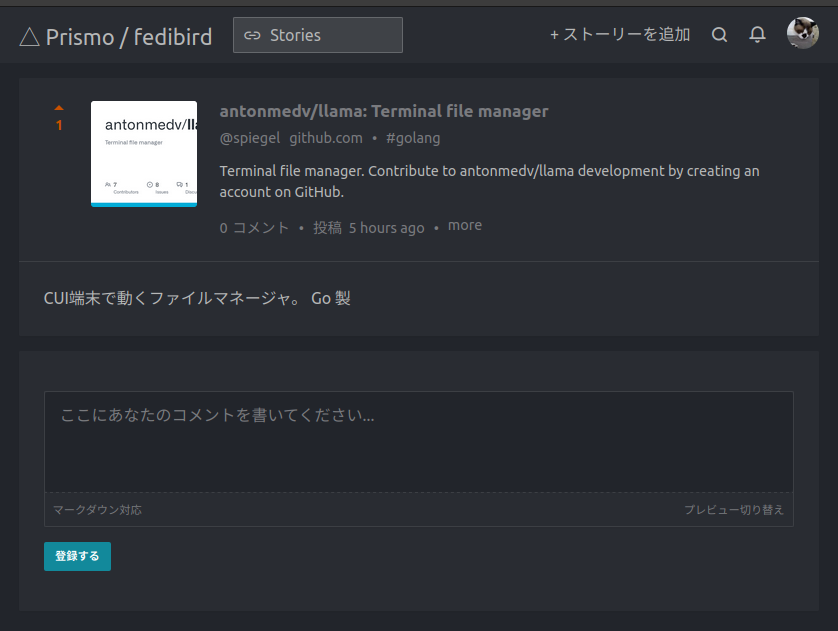 Prismo / fedibird
Stories
+ ストーリーを追加
1
antonmedv/lla
Terminal file manager
7
Contributors
8
Issues
1
antonmedv/llama: Terminal file manager
@spiegel github.com • #golang
Terminal file manager. Contribute to antonmedv/llama development by creating an
account on GitHub.
0 コメント • 投稿 5 hours ago • more
CUI端末で動くファイルマネージャ。 Go 製
ここにあなたのコメントを書いてください...
マークダウン対応
プレビュー切り替え
登録する